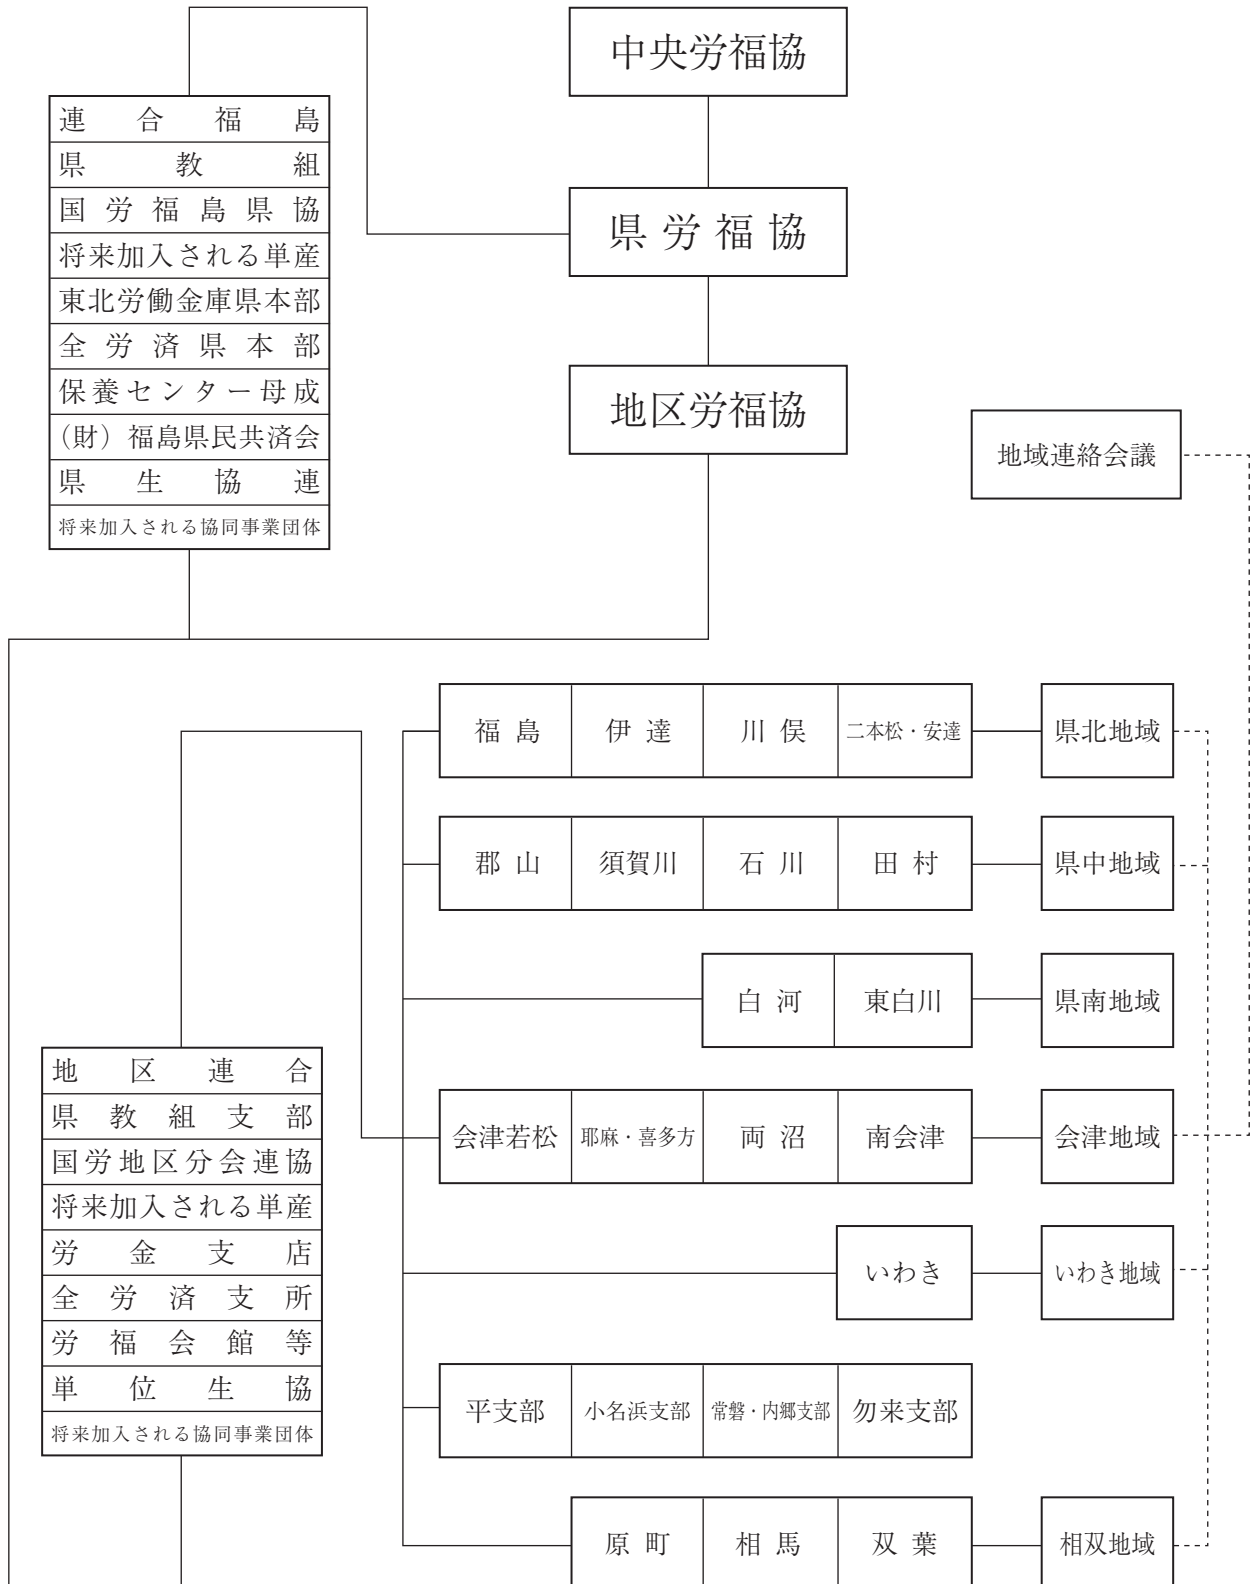 中央労福協
連合福島
県教組
国労福島県協
将来加入される単産
東北労働金庫県本部
全労済県本部
保養センター母成
（財）福島県民共済会
県生協連
将来加入される協同事業団体
県労福協
地区労福協
地域連絡会議
福島 伊達 川俣 二本松・安達 県北地域
郡山 須賀川 石川 田村 県中地域
白河 東白川 県南地域
会津若松 耶麻・喜多方 両沼 南会津 会津地域
いわき いわき地域
平支部 小名浜支部 常磐・内郷支部 勿来支部
原町 相馬 双葉 相双地域
地区連合
県教組支部
国労地区分会連協
将来加入される単産
労金支店
全労済支所
労福会館等
単位生協
将来加入される協同事業団体